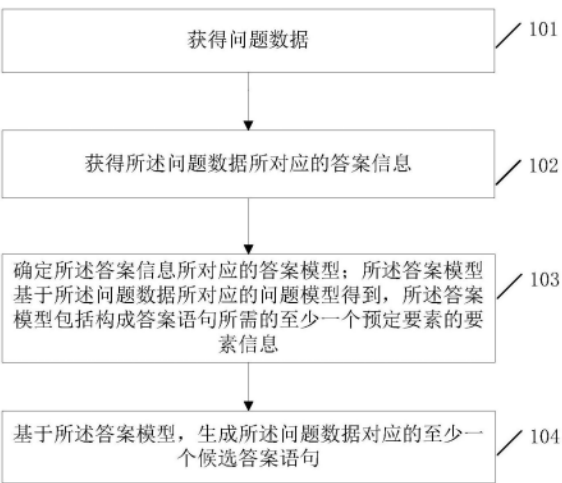 获得问题数据
101
获得所述问题数据所对应的答案信息
102
确定所述答案信息所对应的答案模型；所述答案模型
基于所述问题数据所对应的问题模型得到，所述答案
模型包括构成答案语句所需的至少一个预定要素的要
素信息
103
基于所述答案模型，生成所述问题数据对应的至少一
个候选答案语句
104